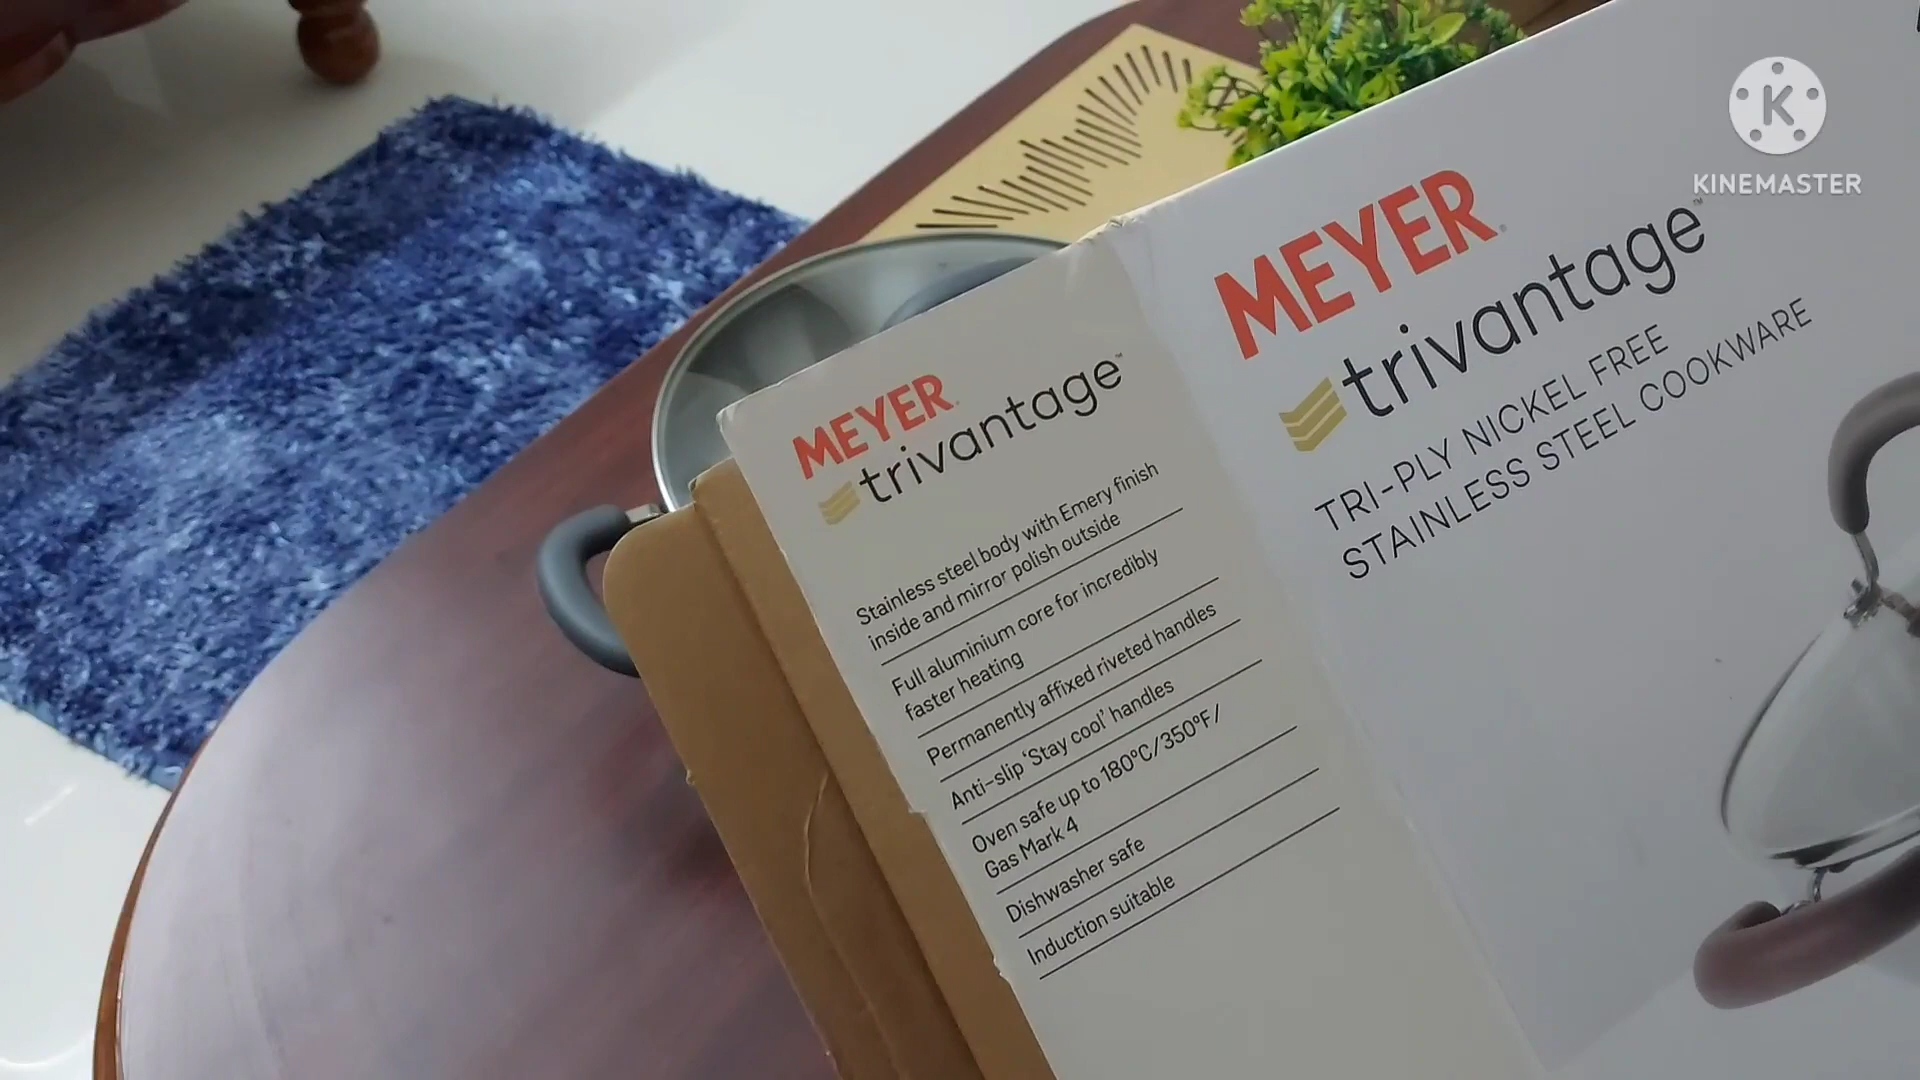 MEYER
trivantage™
Stainless steel body with Emery finish
inside and mirror polish outside
Full aluminium core for incredibly
faster heating
Permanently affixed riveted handles
Anti-slip ‘Stay cool’ handles
Oven safe up to 180°C/350°F/
Gas Mark 4
Dishwasher safe
Induction suitable
MEYER®
trivantage™
TRI-PLY NICKEL FREE
STAINLESS STEEL COOKWARE
K
KINEMASTER